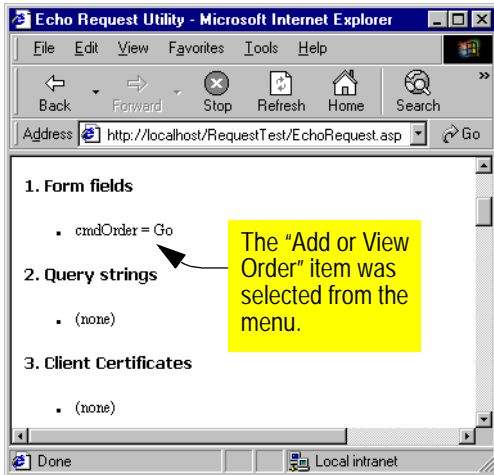 Echo Request Utility - Microsoft Internet Explorer
File Edit View Favorites Tools Help
Back Forward Stop Refresh Home Search »
Address http://localhost/RequestTest/EchoRequest.asp Go
1. Form fields
cmdOrder = Go
The "Add or View
Order" item was
selected from the
menu.
2. Query strings
(none)
3. Client Certificates
(none)
Done Local intranet